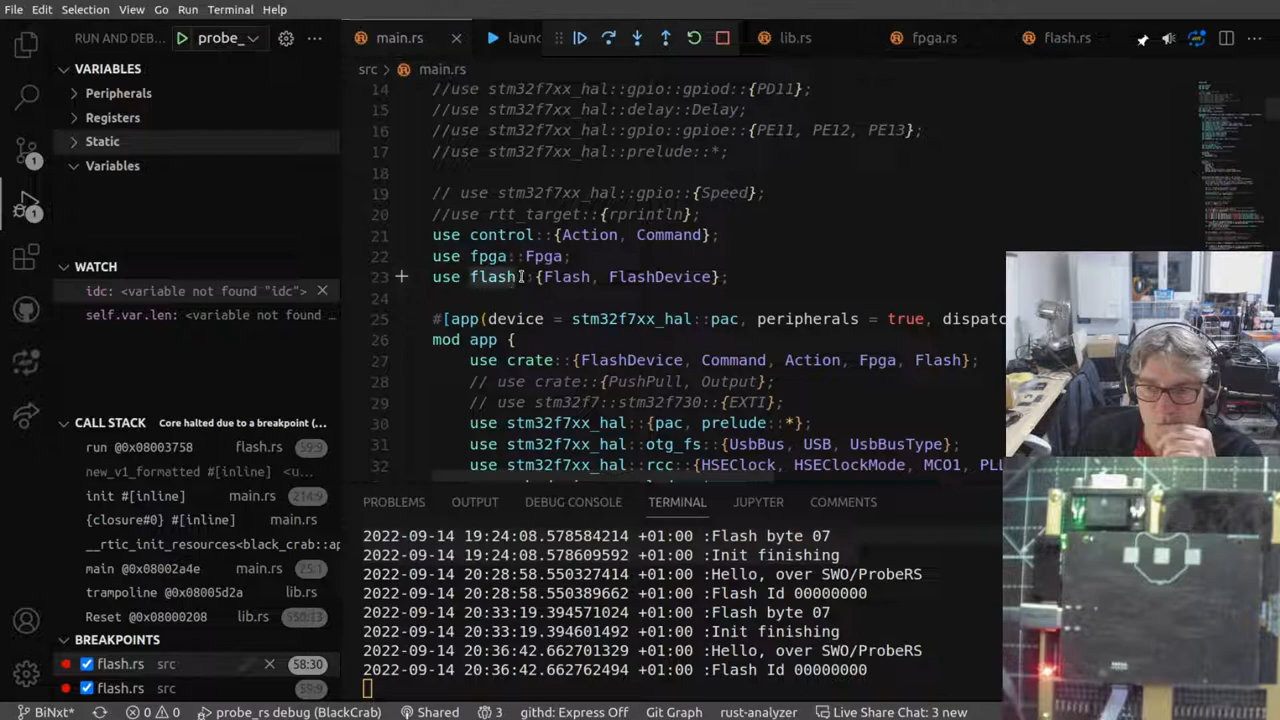 File Edit Selection View Go Run Terminal Help
RUN AND DEB... probe_ ...
main.rs
launc
lib.rs
fpga.rs
flash.rs
src > main.rs
VARIABLES
Peripherals
Registers
Static
Variables
WATCH
idc: <variable not found "idc">
self.var.len: <variable not found ...
CALL STACK Core halted due to a breakpoint (...
run @0x08003758 flash.rs 59:9
new_v1_formatted #[inline] <u...
init #[inline] main.rs 214:9
{closure#0} #[inline] main.rs
__rtic_init_resources<black_crab::ap
main @0x08002a4e main.rs 25:1
trampoline @0x08005d2a lib.rs
Reset @0x08000208 lib.rs 550:13
BREAKPOINTS
flash.rs src 58:30
flash.rs src 59:9
14 //use stm32f7xx_hal::gpio::gpiod::{PD11};
15 //use stm32f7xx_hal::delay::Delay;
16 //use stm32f7xx_hal::gpio::gpioe::{PE11, PE12, PE13};
17 //use stm32f7xx_hal::prelude::*;
18
19 // use stm32f7xx_hal::gpio::{Speed};
20 //use rtt_target::{rprintln};
21 use control::{Action, Command};
22 use fpga::Fpga;
23 use flash::{Flash, FlashDevice};
24
25 #[app(device = stm32f7xx_hal::pac, peripherals = true, dispatc
26 mod app {
27 use crate::{FlashDevice, Command, Action, Fpga, Flash};
28 // use crate::{PushPull, Output};
29 // use stm32f7::stm32f730::{EXTI};
30 use stm32f7xx_hal::{pac, prelude::*};
31 use stm32f7xx_hal::otg_fs::{UsbBus, USB, UsbBusType};
32 use stm32f7xx_hal::rcc::{HSEClock, HSEClockMode, MCO1, PLL
PROBLEMS OUTPUT DEBUG CONSOLE TERMINAL JUPYTER COMMENTS
2022-09-14 19:24:08.578584214 +01:00 :Flash byte 07
2022-09-14 19:24:08.578609592 +01:00 :Init finishing
2022-09-14 20:28:58.550327414 +01:00 :Hello, over SWO/ProbeRS
2022-09-14 20:28:58.550389662 +01:00 :Flash Id 00000000
2022-09-14 20:33:19.394571024 +01:00 :Flash byte 07
2022-09-14 20:33:19.394601492 +01:00 :Init finishing
2022-09-14 20:36:42.662701329 +01:00 :Hello, over SWO/ProbeRS
2022-09-14 20:36:42.662762494 +01:00 :Flash Id 00000000
BiNxt* 0 0 probe_rs debug (BlackCrab) Shared 3 githd: Express Off Git Graph rust-analyzer Live Share Chat: 3 new